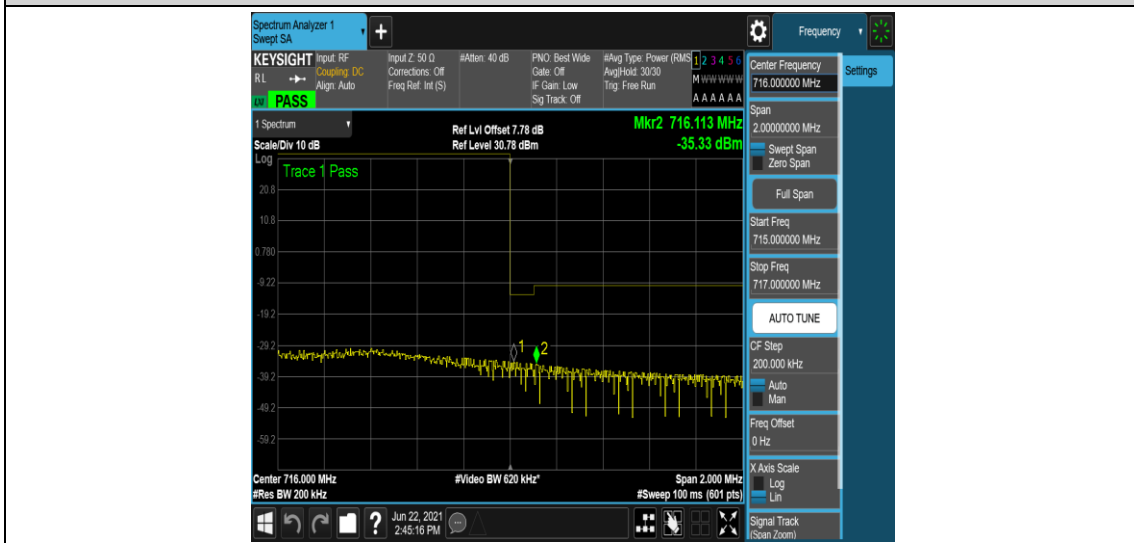 Spectrum Analyzer 1
Swept SA
+
Frequency
KEYSIGHT
RL
LXI
PASS
Input: RF
Coupling: DC
Align: Auto
Input Z: 50 Ω
Corrections: Off
Freq Ref: Int (S)
#Atten: 40 dB
PNO: Best Wide
Gate: Off
IF Gain: Low
Sig Track: Off
#Avg Type: Power (RMS
Avg|Hold: 30/30
Trig: Free Run
1 2 3 4 5 6
M W W W W W
A A A A A A
Center Frequency
716.000000 MHz
Settings
Span
2.00000000 MHz
Swept Span
Zero Span
Full Span
Start Freq
715.000000 MHz
Stop Freq
717.000000 MHz
AUTO TUNE
CF Step
200.000 kHz
Auto
Man
Freq Offset
0 Hz
X Axis Scale
Log
Lin
Signal Track
(Span Zoom)
1 Spectrum
Scale/Div 10 dB
Ref Lvl Offset 7.78 dB
Ref Level 30.78 dBm
Mkr2 716.113 MHz
-35.33 dBm
Log
Trace 1 Pass
20.8
10.8
0.780
-9.22
-19.2
-29.2
-39.2
-49.2
-59.2
1
2
Center 716.000 MHz
#Res BW 200 kHz
#Video BW 620 kHz*
Span 2.000 MHz
#Sweep 100 ms (601 pts)
?
Jun 22, 2021
2:45:16 PM